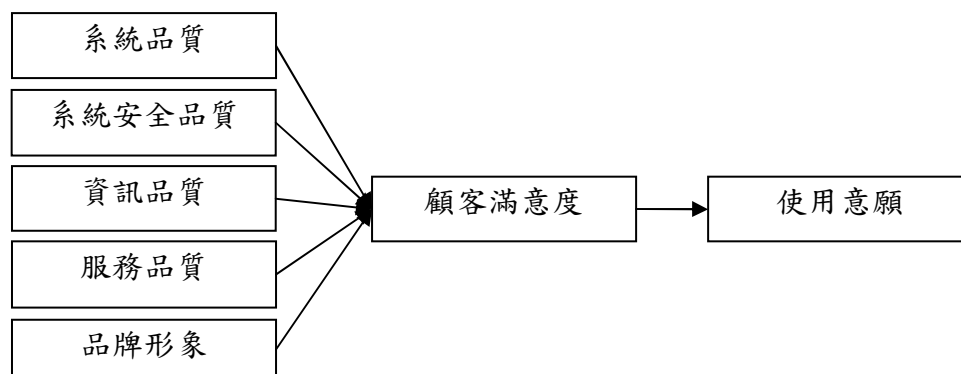 系統品質
系統安全品質
資訊品質
服務品質
品牌形象
顧客滿意度
使用意願